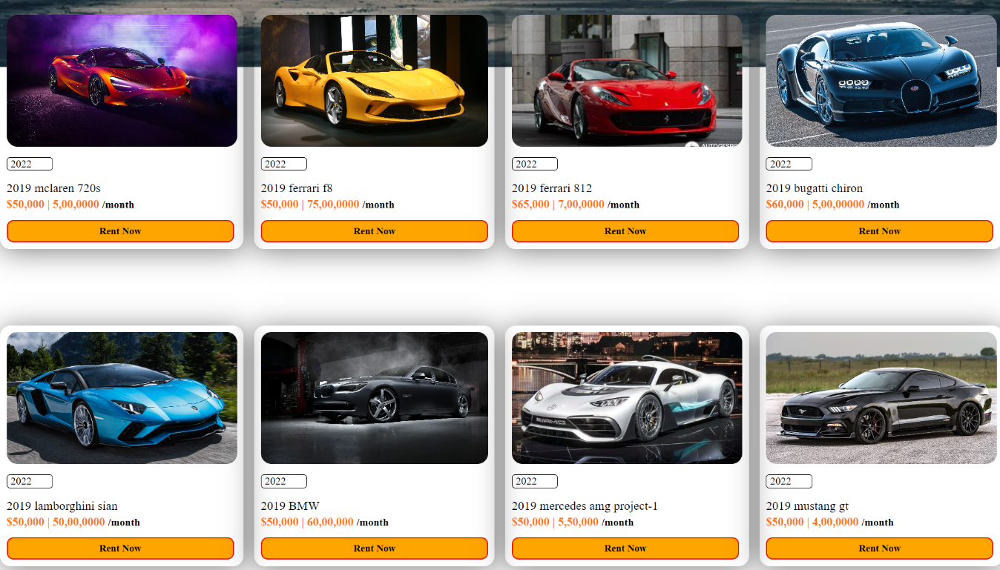 AUTOGESPO
2022
2019 mclaren 720s
$50,000 | 5,00,0000 /month
Rent Now
2022
2019 ferrari f8
$50,000 | 75,00,0000 /month
Rent Now
2022
2019 ferrari 812
$65,000 | 7,00,0000 /month
Rent Now
2022
2019 bugatti chiron
$60,000 | 5,00,00000 /month
Rent Now
AMG
2022
2019 lamborghini sian
$50,000 | 50,00,0000 /month
Rent Now
2022
2019 BMW
$50,000 | 60,00,000 /month
Rent Now
2022
2019 mercedes amg project-1
$50,000 | 5,50,000 /month
Rent Now
2022
2019 mustang gt
$50,000 | 4,00,0000 /month
Rent Now